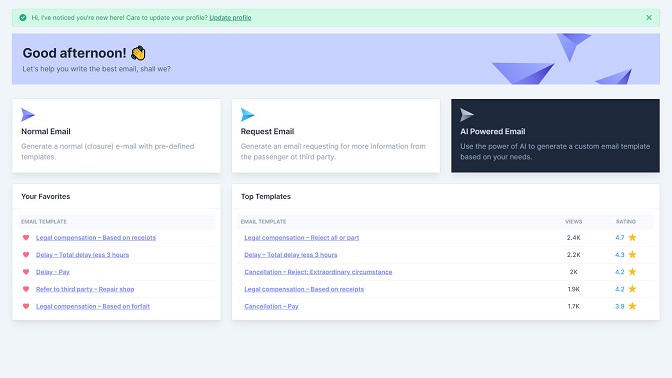 Hi, I've noticed you're new here! Care to update your profile? Update profile
Good afternoon! 👋
Let's help you write the best email, shall we?
Normal Email
Generate a normal (closure) e-mail with pre-defined
templates.
Request Email
Generate an email requesting for more information from
the passenger ot third party.
AI Powered Email
Use the power of AI to generate a custom email template
based on your needs.
Your Favorites
EMAIL TEMPLATE
Legal compensation – Based on receipts
Delay – Total delay less 3 hours
Delay - Pay
Refer to third party – Repair shop
Legal compensation – Based on forfait
Top Templates
EMAIL TEMPLATE VIEWS RATING
Legal compensation – Reject all or part 2.4K 4.7
Delay – Total delay less 3 hours 2.2K 4.3
Cancellation – Reject: Extraordinary circumstance 2K 4.2
Legal compensation – Based on receipts 1.9K 4.2
Cancellation – Pay 1.7K 3.9